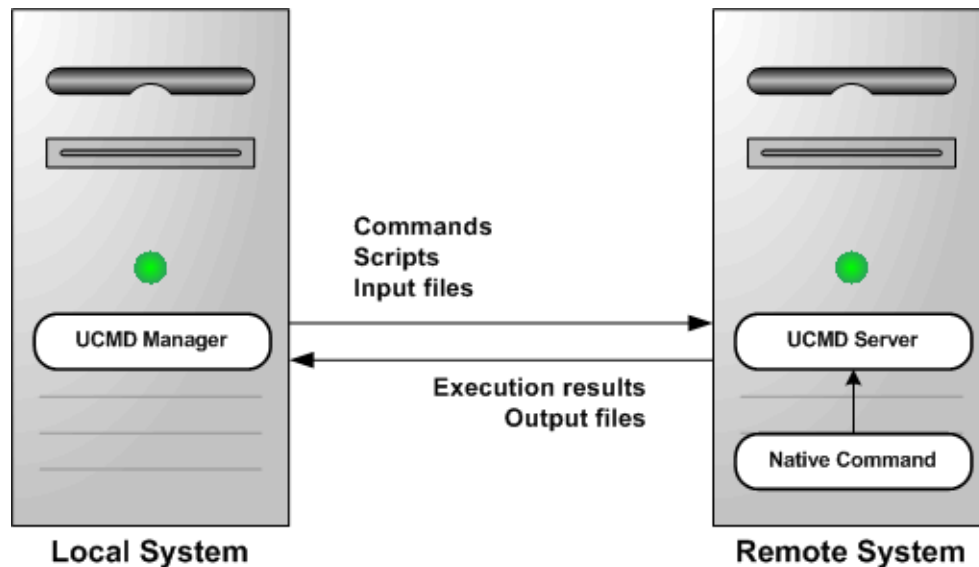 Commands
Scripts
Input files
UCMD Manager
UCMD Server
Execution results
Output files
Native Command
Local System
Remote System